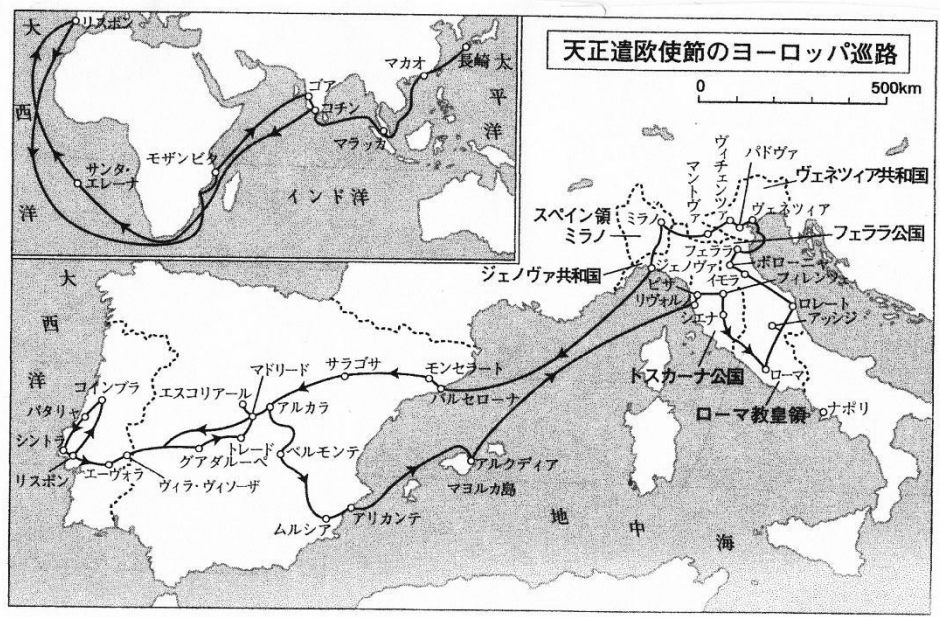 天正遣欧使節のヨーロッパ巡路
0 500km
大西洋
リスボン
サンタ・エレーナ
モザンビク
ゴア
コチン
マラッカ
マカオ
長崎
太平洋
インド洋
スペイン領
ミラノ
ミラノ
マントヴァ
ヴィチェンツァ
パドヴァ
ヴェネツィア
ヴェネツィア共和国
フェララ公国
フェララ
ジェノヴァ共和国
ジェノヴァ
ボローニャ
イモラ
フィレンツェ
ピサ
リヴォルノ
シエナ
ロレート
アッシジ
ローマ
トスカーナ公国
ローマ教皇領
ナポリ
大西洋
コインブラ
バタリャ
シントラ
リスボン
エーヴォラ
ヴィラ・ヴィソーザ
グアダルーペ
トレード
エスコリアール
マドリード
アルカラ
サラゴサ
モンセラート
バルセローナ
ベルモンテ
ムルシア
アリカンテ
アルクディア
マヨルカ島
地中海